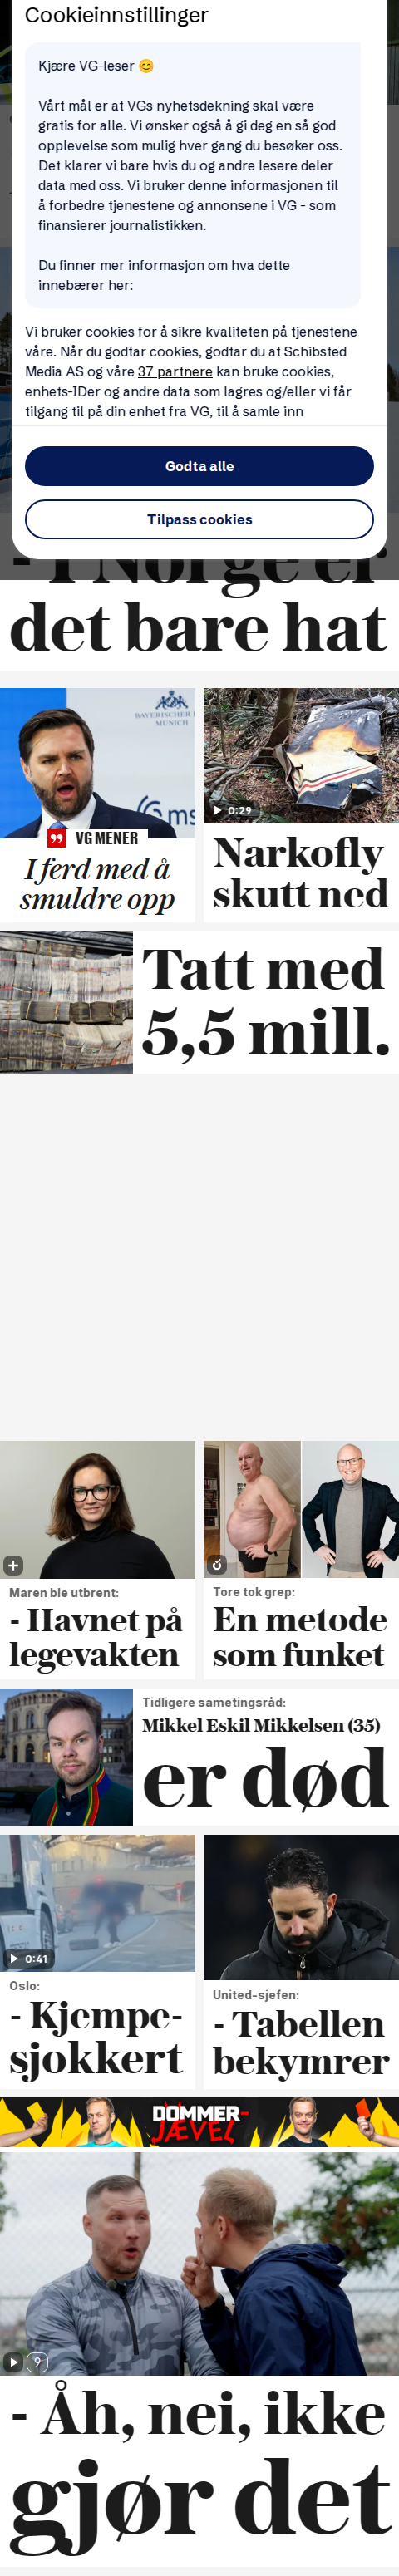 Cookieinnstillinger
Kjære VG-leser 😊
Vårt mål er at VGs nyhetsdekning skal være
gratis for alle. Vi ønsker også å gi deg en så god
opplevelse som mulig hver gang du besøker oss.
Det klarer vi bare hvis du og andre lesere deler
data med oss. Vi bruker denne informasjonen til
å forbedre tjenestene og annonsene i VG - som
finansierer journalistikken.
Du finner mer informasjon om hva dette
innebærer her:
Vi bruker cookies for å sikre kvaliteten på tjenestene
våre. Når du godtar cookies, godtar du at Schibsted
Media AS og våre 37 partnere kan bruke cookies,
enhets-IDer og andre data som lagres og/eller vi får
tilgang til på din enhet fra VG, til å samle inn
Godta alle
Tilpass cookies
- I Norge er
det bare hat
BAYERISCHER
MUNICH
msc
VG MENER
I ferd med å
smuldre opp
0:29
Narkofly
skutt ned
Tatt med
5,5 mill.
Maren ble utbrent:
- Havnet på
legevakten
Tore tok grep:
En metode
som funket
Tidligere sametingsråd:
Mikkel Eskil Mikkelsen (35)
er død
0:41
Oslo:
- Kjempe-
sjokkert
United-sjefen:
- Tabellen
bekymrer
DOMMER-
JÆVEL
9
- Åh, nei, ikke
gjør det